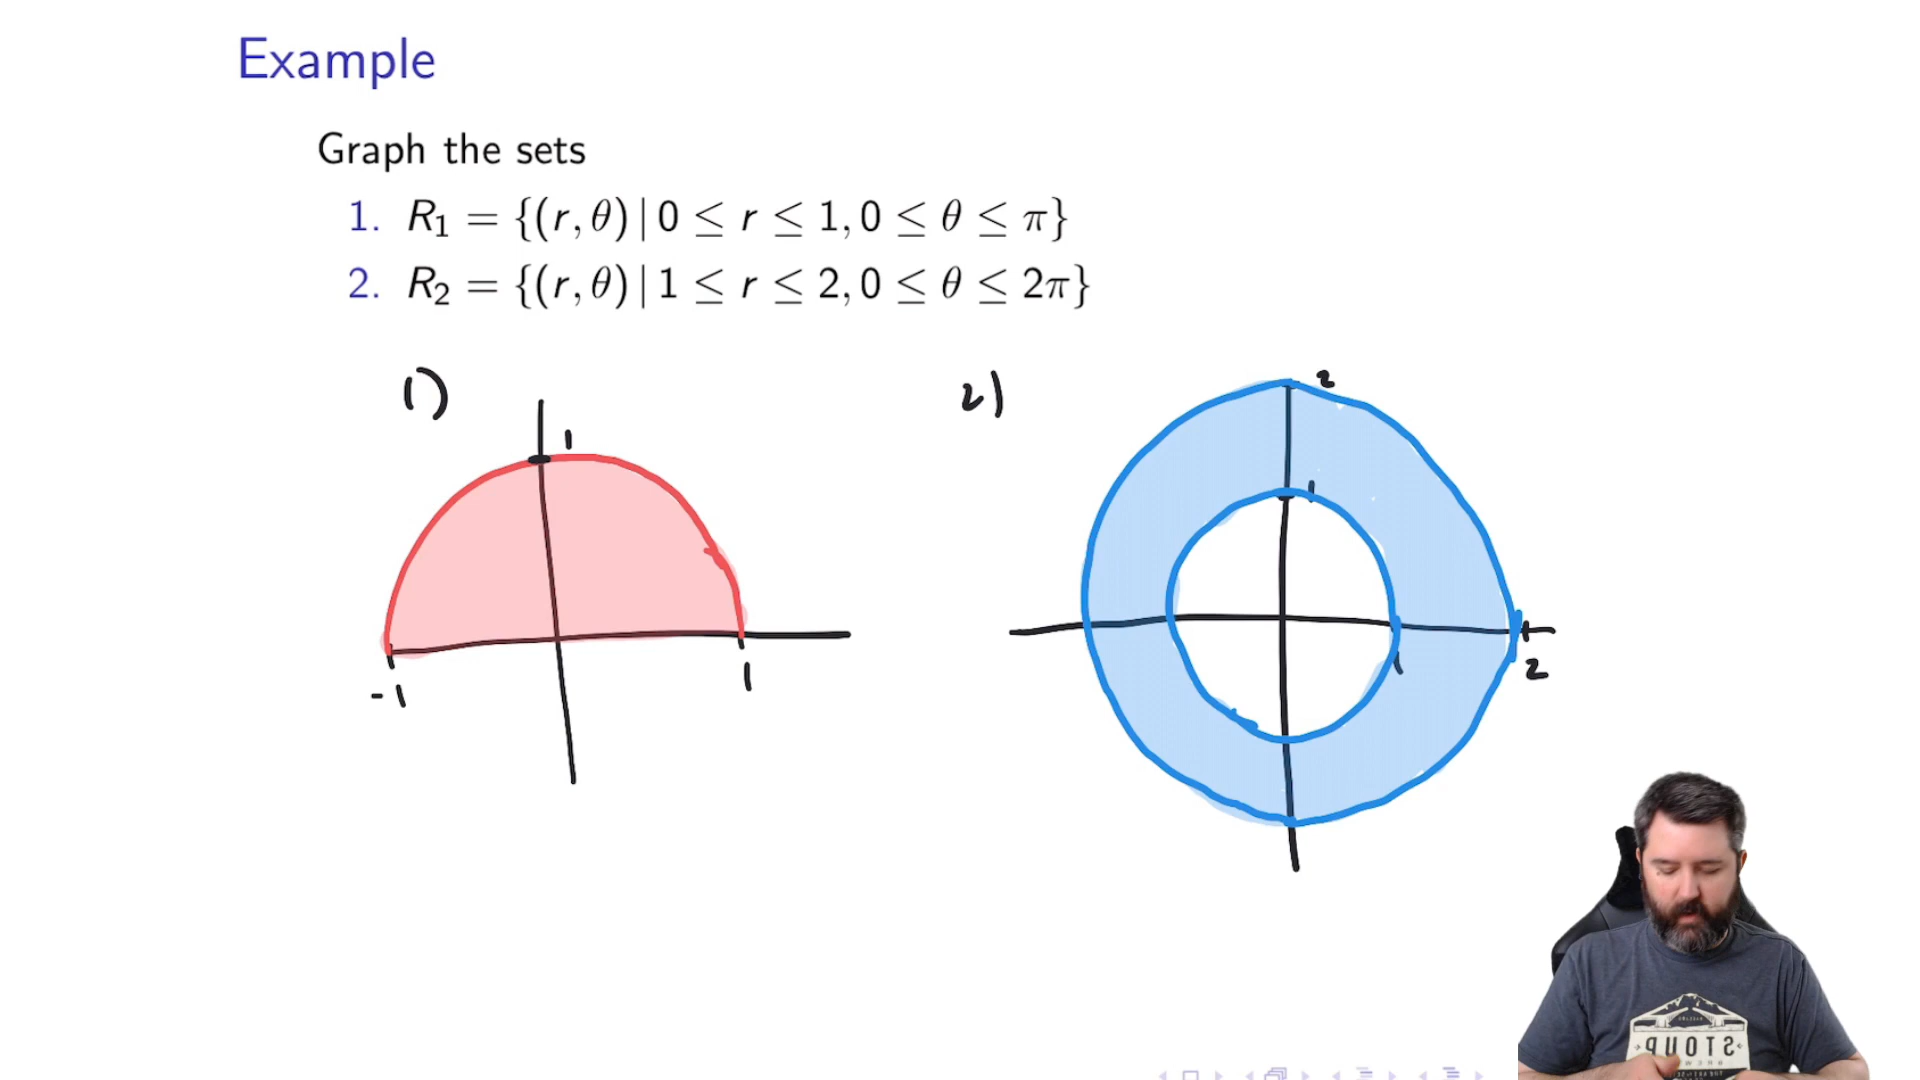 Example
Graph the sets
1. R₁ = {(r, θ) | 0 ≤ r ≤ 1, 0 ≤ θ ≤ π}
2. R₂ = {(r, θ) | 1 ≤ r ≤ 2, 0 ≤ θ ≤ 2π}
1)
1
-1
1
2)
2
1
1
2
STOUP